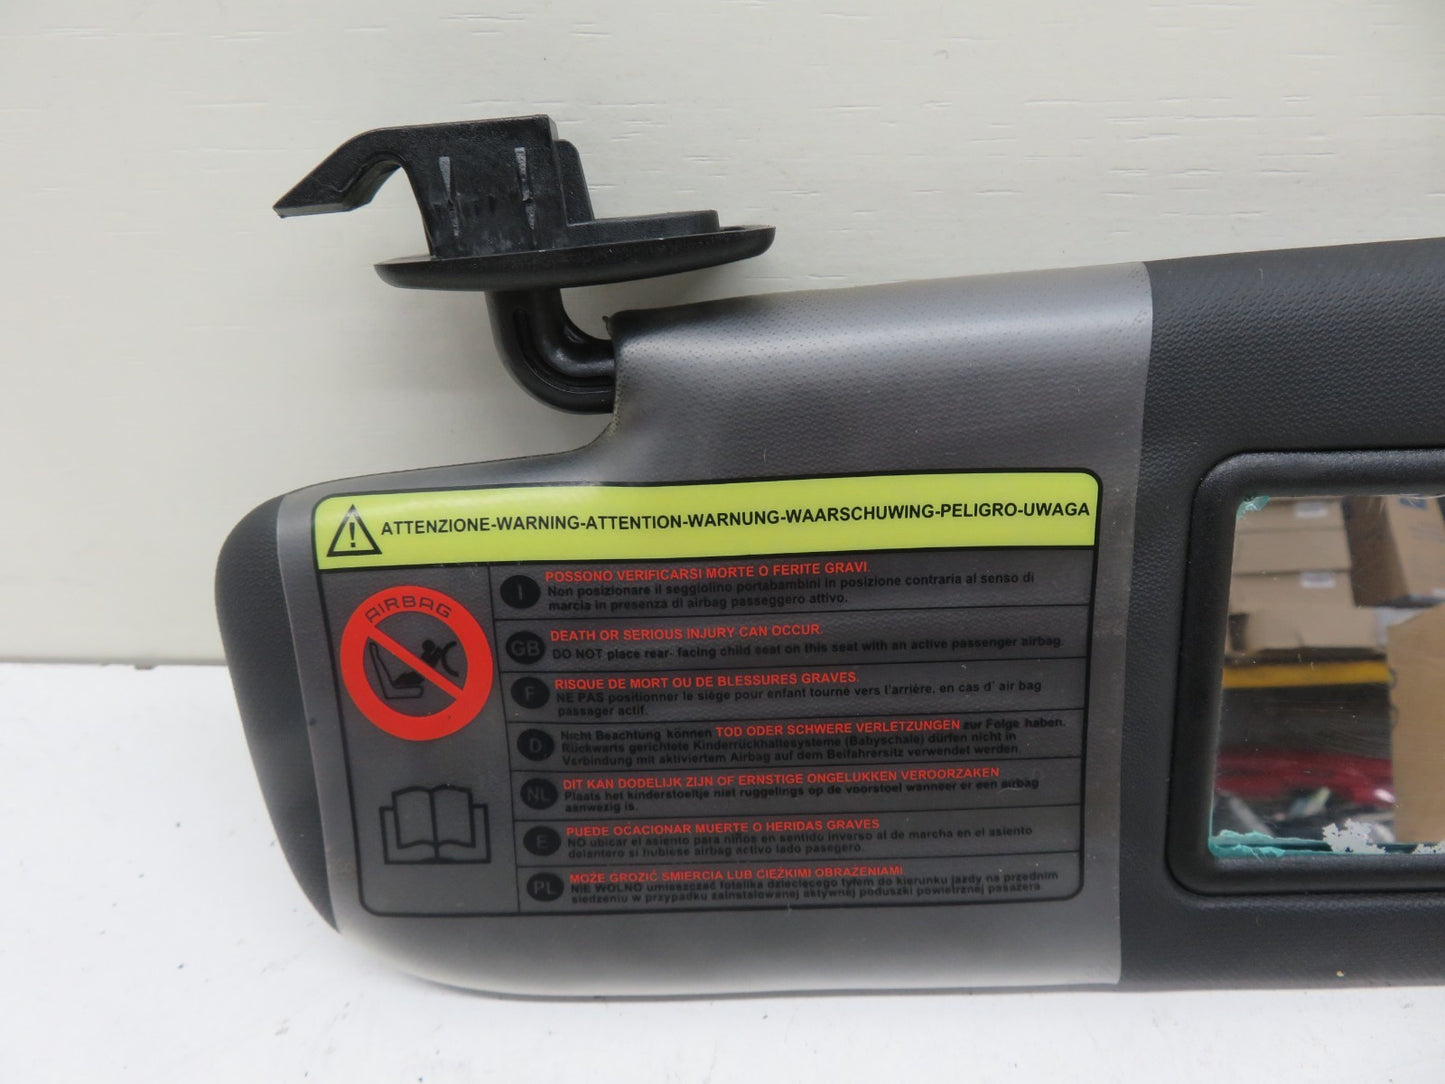 ATTENZIONE-WARNING-ATTENTION-WARNUNG-WAARSCHUWING-PELIGRO-UWAGA
AIRBAG
I
POSSONO VERIFICARSI MORTE O FERITE GRAVI.
Non posizionare il seggiolino portabambini in posizione contraria al senso di
marcia in presenza di airbag passeggero attivo.
GB
DEATH OR SERIOUS INJURY CAN OCCUR.
DO NOT place rear- facing child seat on this seat with an active passenger airbag.
F
RISQUE DE MORT OU DE BLESSURES GRAVES.
NE PAS positionner le siège pour enfant tourné vers l'arrière, en cas d' air bag
passager actif.
D
Nicht Beachtung können TOD ODER SCHWERE VERLETZUNGEN zur Folge haben.
Rückwarts gerichtete Kinderrückhaltesysteme (Babyschale) dürfen nicht in
Verbindung mit aktiviertem Airbag auf dem Beifahrersitz verwendet werden.
NL
DIT KAN DODELIJK ZIJN OF ERNSTIGE ONGELUKKEN VEROORZAKEN
Plaats het kinderstoeltje niet ruggelings op de voorstoel wanneer er een airbag
aanwezig is.
E
PUEDE OCACIONAR MUERTE O HERIDAS GRAVES
NO ubicar el asiento para niños en sentido inverso al de marcha en el asiento
delantero si hubiese airbag activo lado pasegero.
PL
MOŻE GROZIĆ SMIERCIA LUB CIĘŻKIMI OBRAŻENIAMI
NIE WOLNO umieszczać fotelika dziecięcego tyłem do kierunku jazdy na przednim
siedzeniu w przypadku zainstalowanej aktywnej poduszki powietrznej pasażera